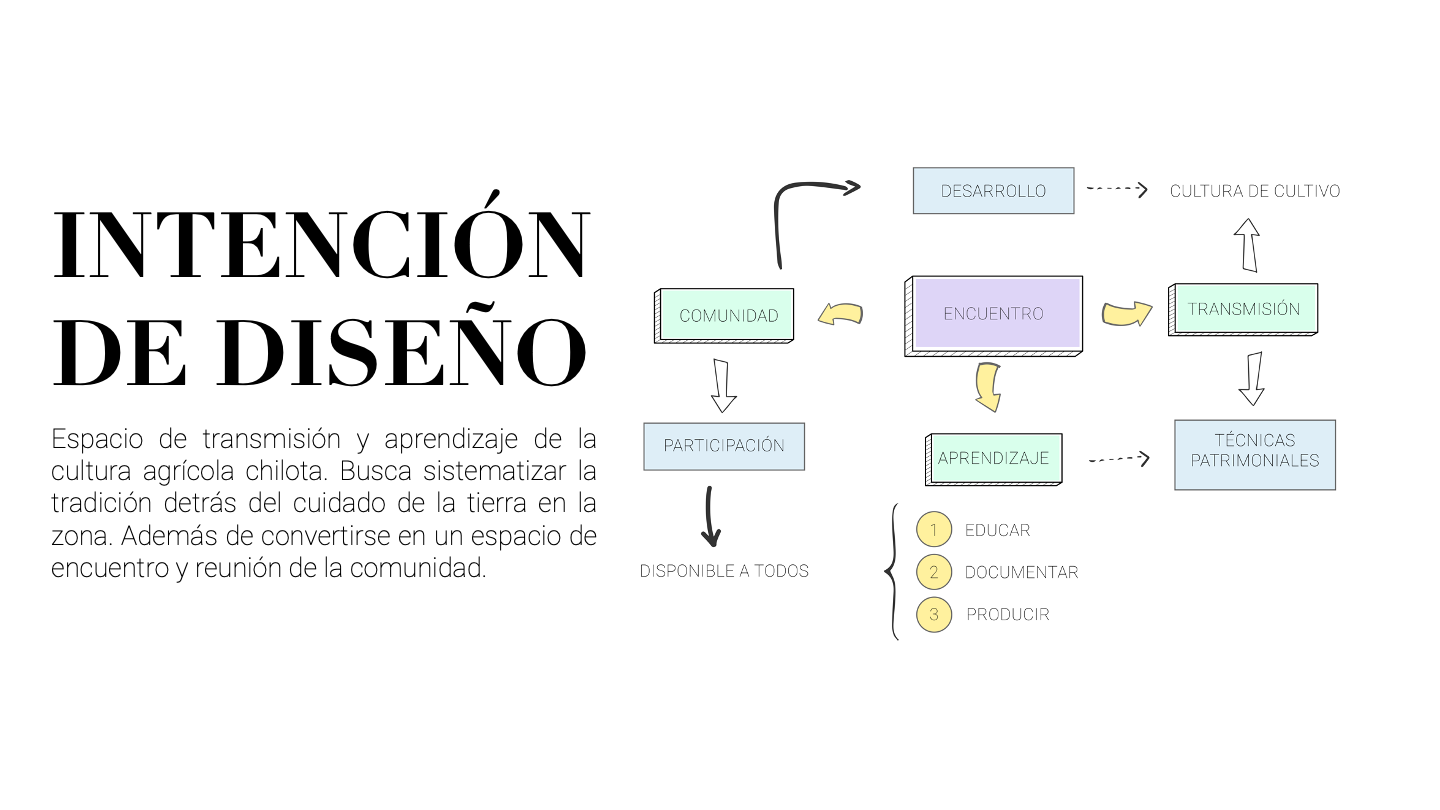 INTENCIÓN
DE DISEÑO
Espacio de transmisión y aprendizaje de la
cultura agrícola chilota. Busca sistematizar la
tradición detrás del cuidado de la tierra en la
zona. Además de convertirse en un espacio de
encuentro y reunión de la comunidad.
DESARROLLO
CULTURA DE CULTIVO
COMUNIDAD
ENCUENTRO
TRANSMISIÓN
PARTICIPACIÓN
APRENDIZAJE
TÉCNICAS
PATRIMONIALES
DISPONIBLE A TODOS
1 EDUCAR
2 DOCUMENTAR
3 PRODUCIR